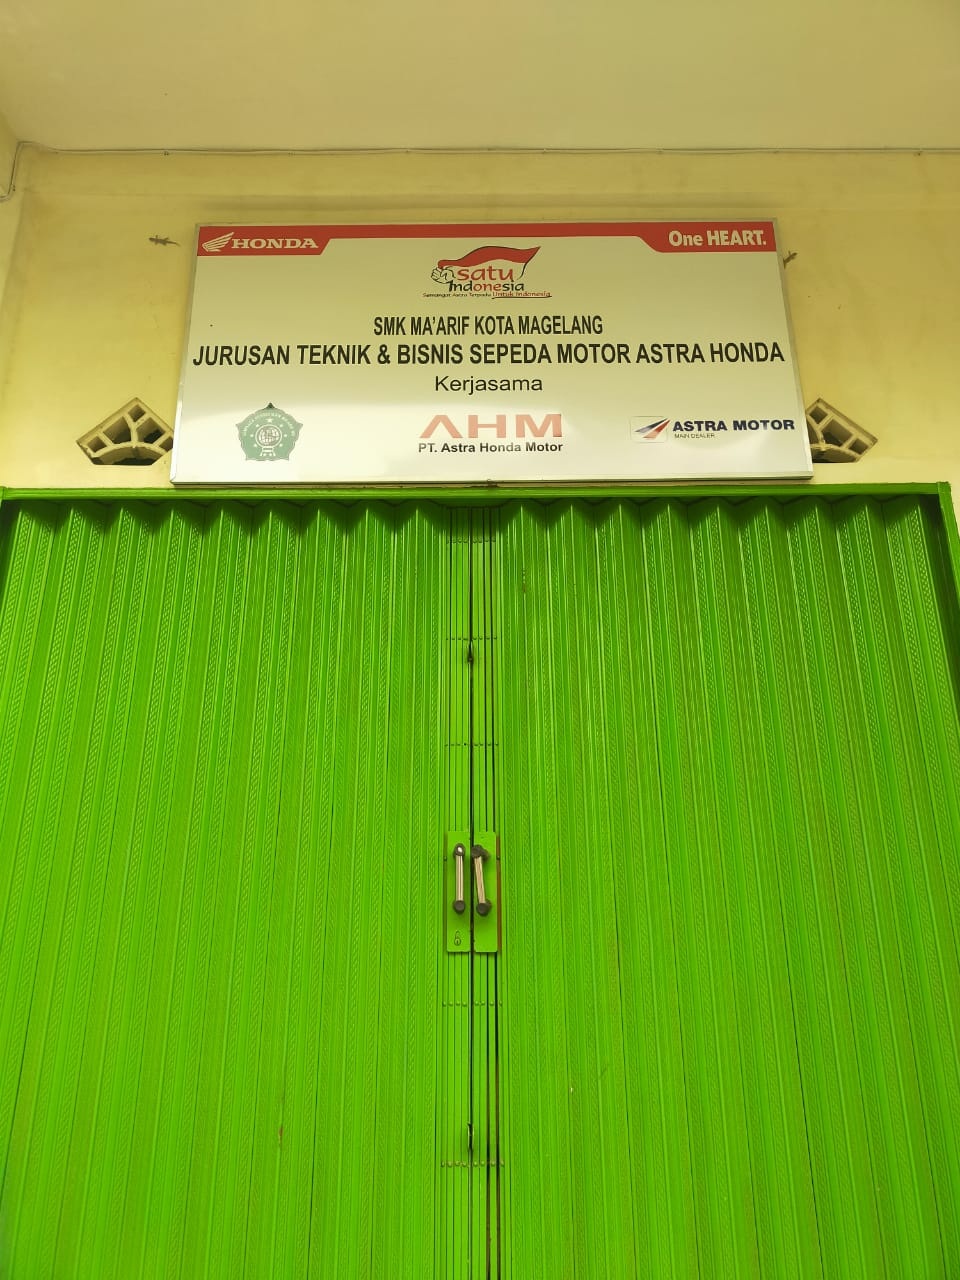 HONDA
One HEART.
satu
Indonesia
Semangat Astra Terpadu Untuk Indonesia
SMK MA'ARIF KOTA MAGELANG
JURUSAN TEKNIK & BISNIS SEPEDA MOTOR ASTRA HONDA
Kerjasama
AHM
PT. Astra Honda Motor
ASTRA MOTOR
MAIN DEALER